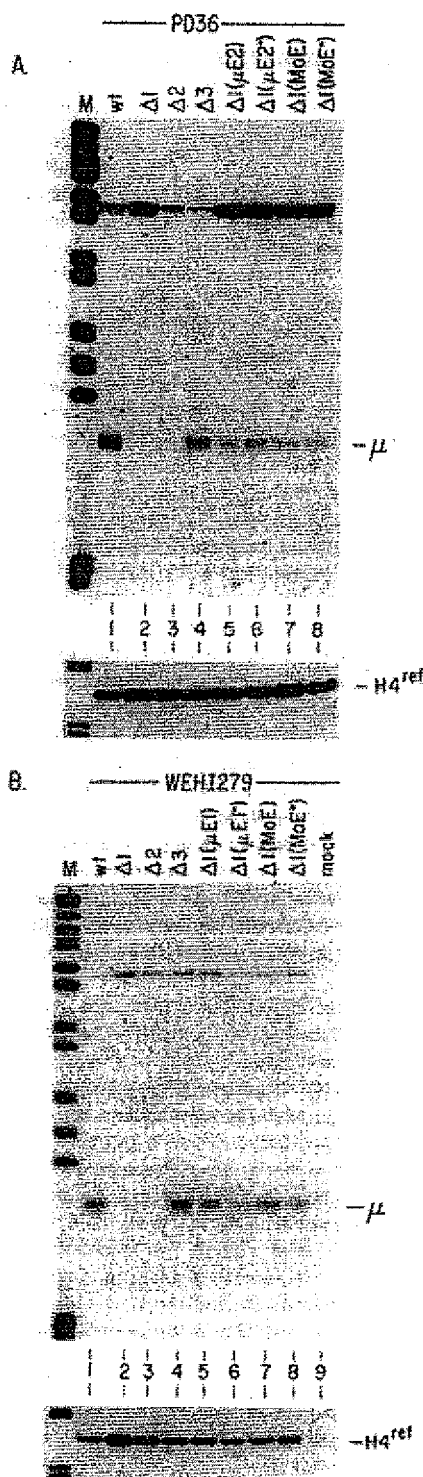 PD36
A.
M wt Δ1 Δ2 Δ3 Δ1(μE2) Δ1(μE2*) Δ1(MoE) Δ1(MoE*)
-μ
1 2 3 4 5 6 7 8
-H4ref
B.
WEHI279
M wt Δ1 Δ2 Δ3 Δ1(μE1) Δ1(μE1*) Δ1(MoE) Δ1(MoE*) mock
-μ
1 2 3 4 5 6 7 8 9
-H4ref